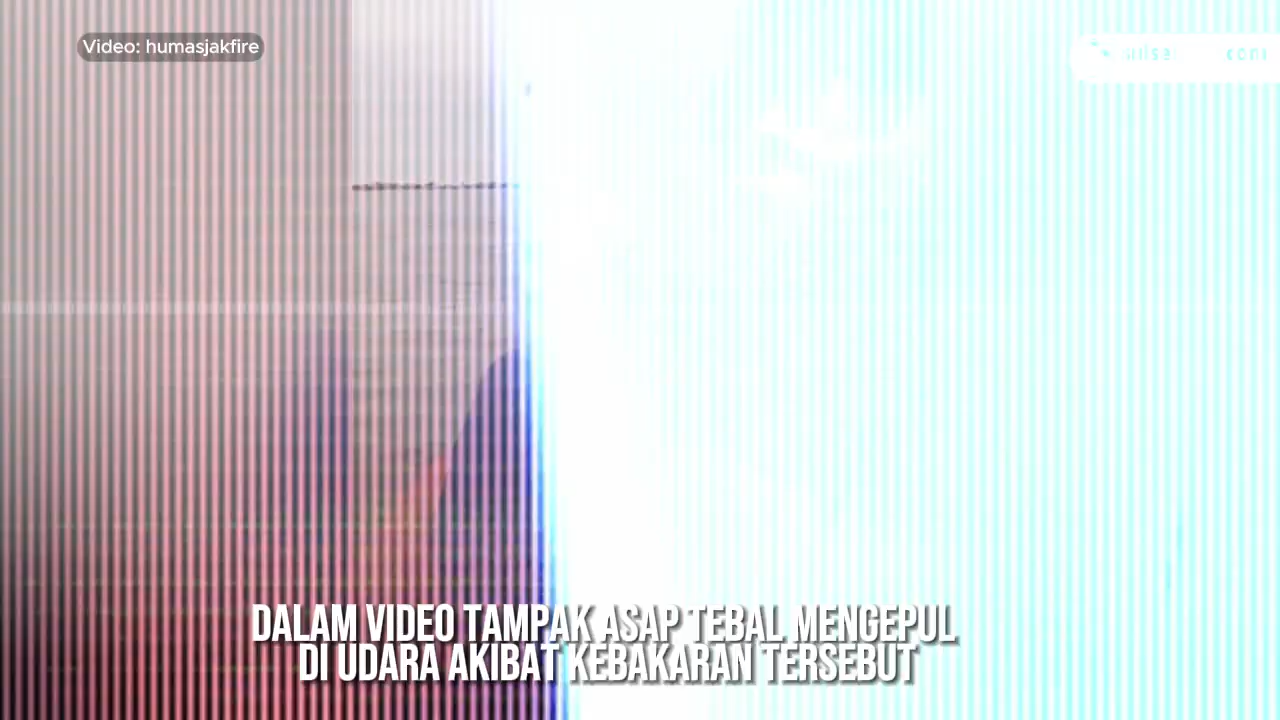 Video: humasjakfire
DALAM VIDEO TAMPAK ASAP TEBAL MENGEPUL
DI UDARA AKIBAT KEBAKARAN TERSEBUT